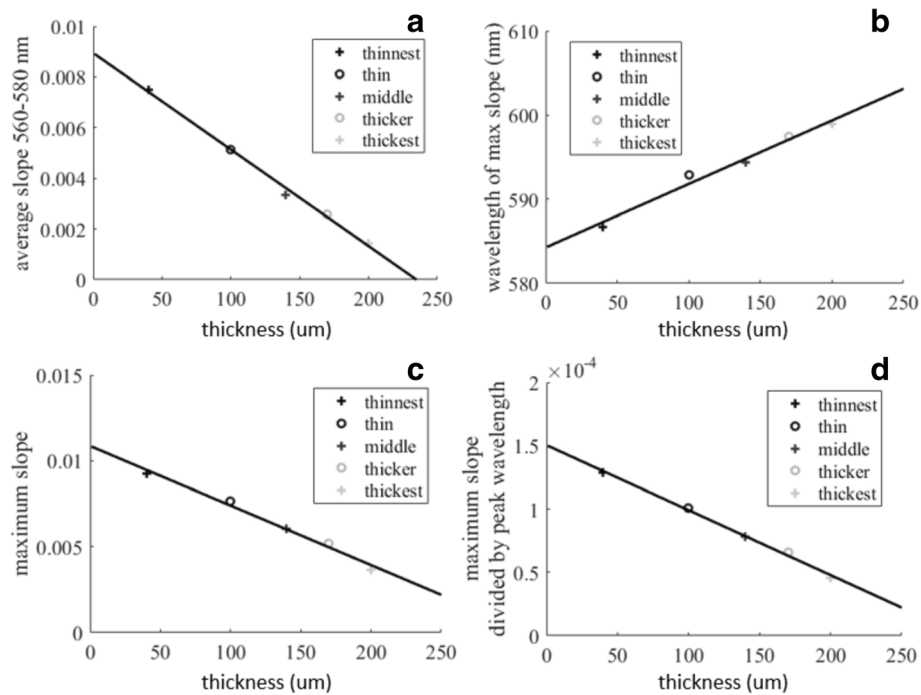 a
0.01
0.008
0.006
0.004
0.002
0
average slope 560-580 nm
thinnest
thin
middle
thicker
thickest
0 50 100 150 200 250
thickness (um)
b
610
600
590
580
wavelength of max slope (nm)
thinnest
thin
middle
thicker
thickest
0 50 100 150 200 250
thickness (um)
c
0.015
0.01
0.005
0
maximum slope
thinnest
thin
middle
thicker
thickest
0 50 100 150 200 250
thickness (um)
d
×10⁻⁴
2
1.5
1
0.5
0
maximum slope
divided by peak wavelength
thinnest
thin
middle
thicker
thickest
0 50 100 150 200 250
thickness (um)